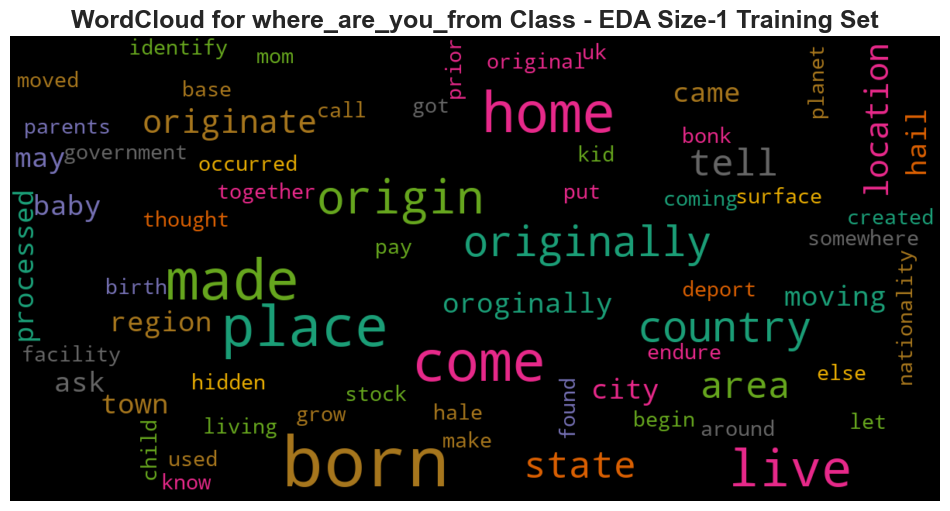 WordCloud for where_are_you_from Class - EDA Size-1 Training Set
identify
mom
prior
original
uk
moved
base
call
got
home
came
planet
location
hail
parents
originate
bonk
may
government
occurred
kid
tell
processed
baby
together
origin
put
coming
surface
created
thought
pay
originally
somewhere
birth
made
oroginally
deport
moving
nationality
region
place
country
facility
come
endure
ask
hidden
stock
city
area
else
town
grow
hale
found
begin
around
let
child
living
make
used
know
born
state
live